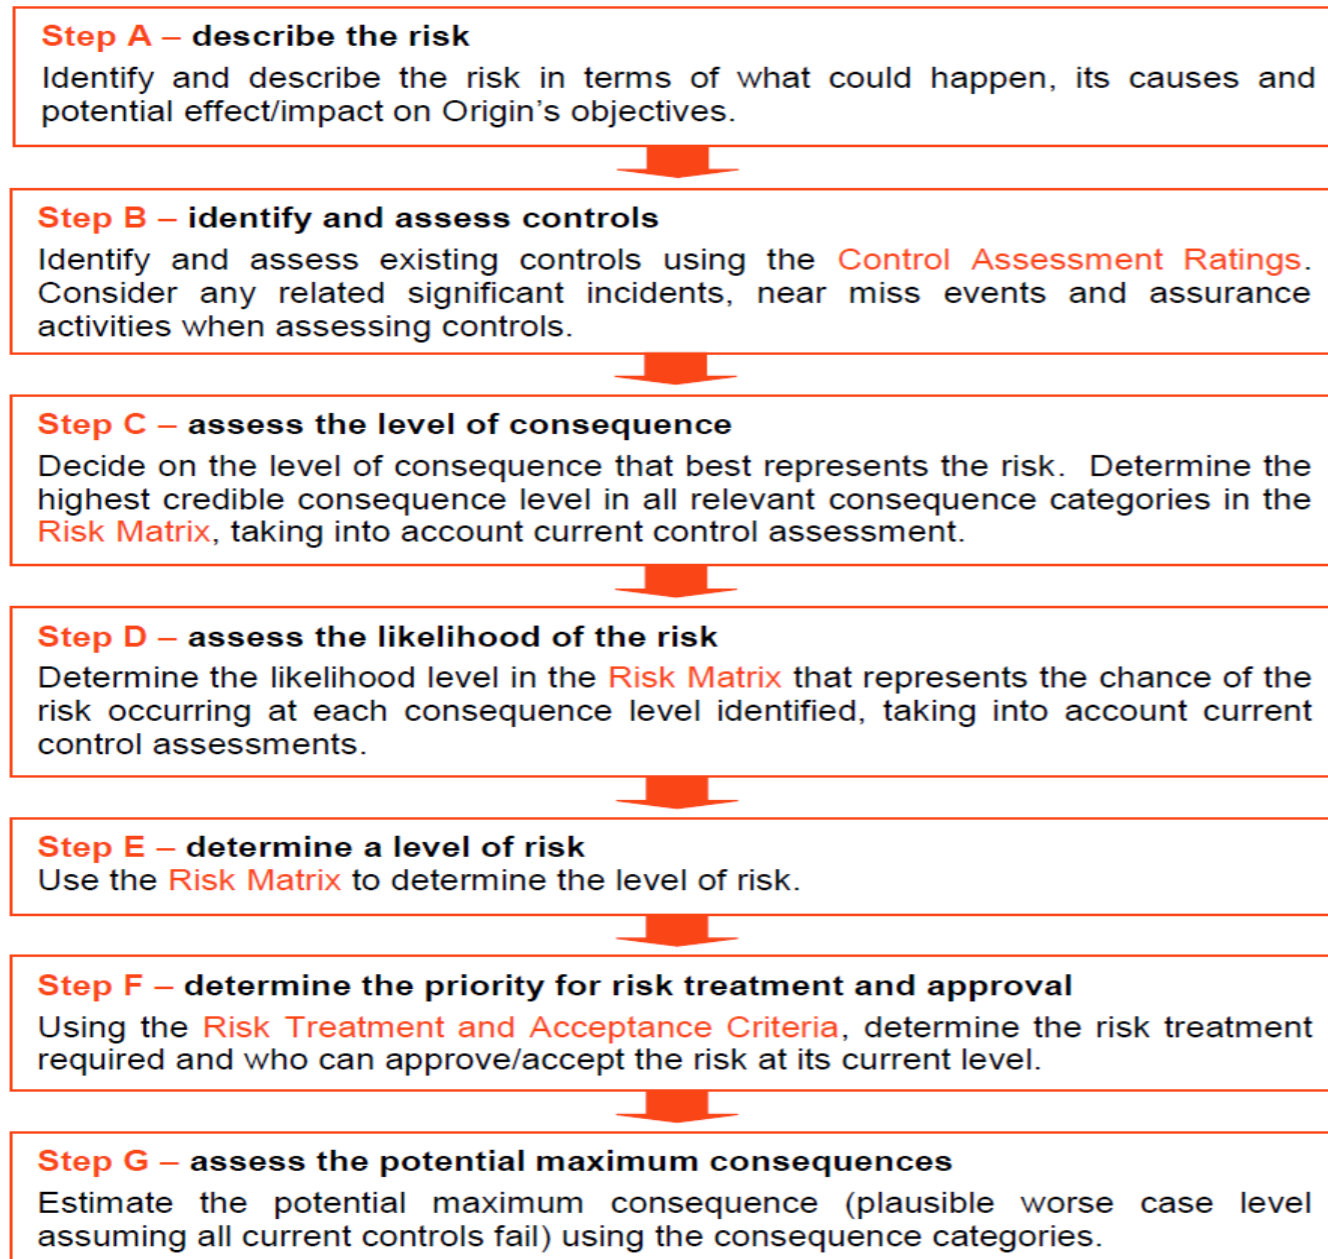 Step A – describe the risk
Identify and describe the risk in terms of what could happen, its causes and
potential effect/impact on Origin's objectives.
Step B – identify and assess controls
Identify and assess existing controls using the Control Assessment Ratings.
Consider any related significant incidents, near miss events and assurance
activities when assessing controls.
Step C – assess the level of consequence
Decide on the level of consequence that best represents the risk. Determine the
highest credible consequence level in all relevant consequence categories in the
Risk Matrix, taking into account current control assessment.
Step D – assess the likelihood of the risk
Determine the likelihood level in the Risk Matrix that represents the chance of the
risk occurring at each consequence level identified, taking into account current
control assessments.
Step E – determine a level of risk
Use the Risk Matrix to determine the level of risk.
Step F – determine the priority for risk treatment and approval
Using the Risk Treatment and Acceptance Criteria, determine the risk treatment
required and who can approve/accept the risk at its current level.
Step G – assess the potential maximum consequences
Estimate the potential maximum consequence (plausible worse case level
assuming all current controls fail) using the consequence categories.